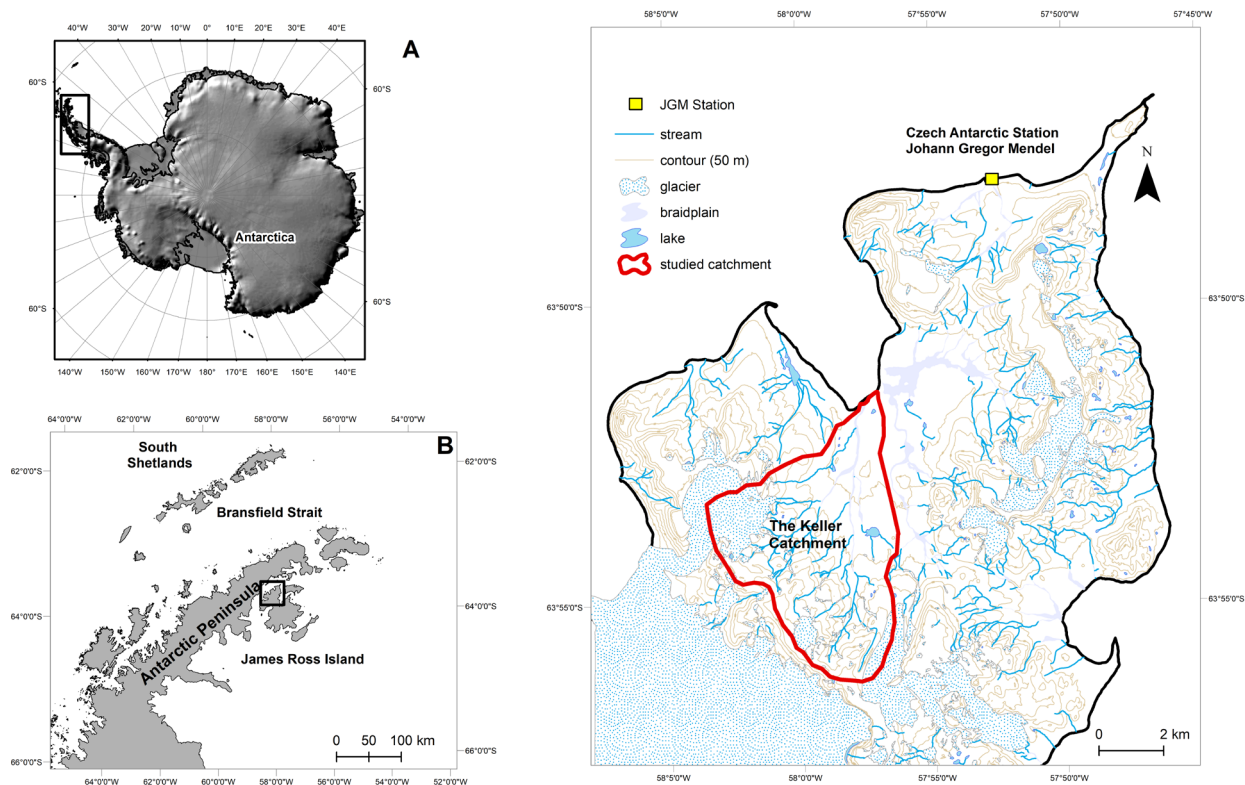 40°W 30°W 20°W 10°W 0° 10°E 20°E 30°E 40°E
A
60°S
60°S
Antarctica
60°S
60°S
140°W 150°W 160°W 170°W 180° 170°E 160°E 150°E 140°E
64°0'0"W 62°0'0"W 60°0'0"W 58°0'0"W 56°0'0"W 54°0'0"W
B
South
Shetlands
62°0'0"S
62°0'0"S
Bransfield Strait
Antarctic Peninsula
64°0'0"S
64°0'0"S
James Ross Island
0 50 100 km
66°0'0"S
66°0'0"S
64°0'0"W 62°0'0"W 60°0'0"W 58°0'0"W 56°0'0"W 54°0'0"W 52°0'0"W
58°5'0"W 58°0'0"W 57°55'0"W 57°50'0"W 57°45'0"W
JGM Station
stream
contour (50 m)
glacier
braidplain
lake
studied catchment
Czech Antarctic Station
Johann Gregor Mendel
N
63°50'0"S
63°50'0"S
The Keller
Catchment
63°55'0"S
63°55'0"S
0 2 km
58°5'0"W 58°0'0"W 57°55'0"W 57°50'0"W